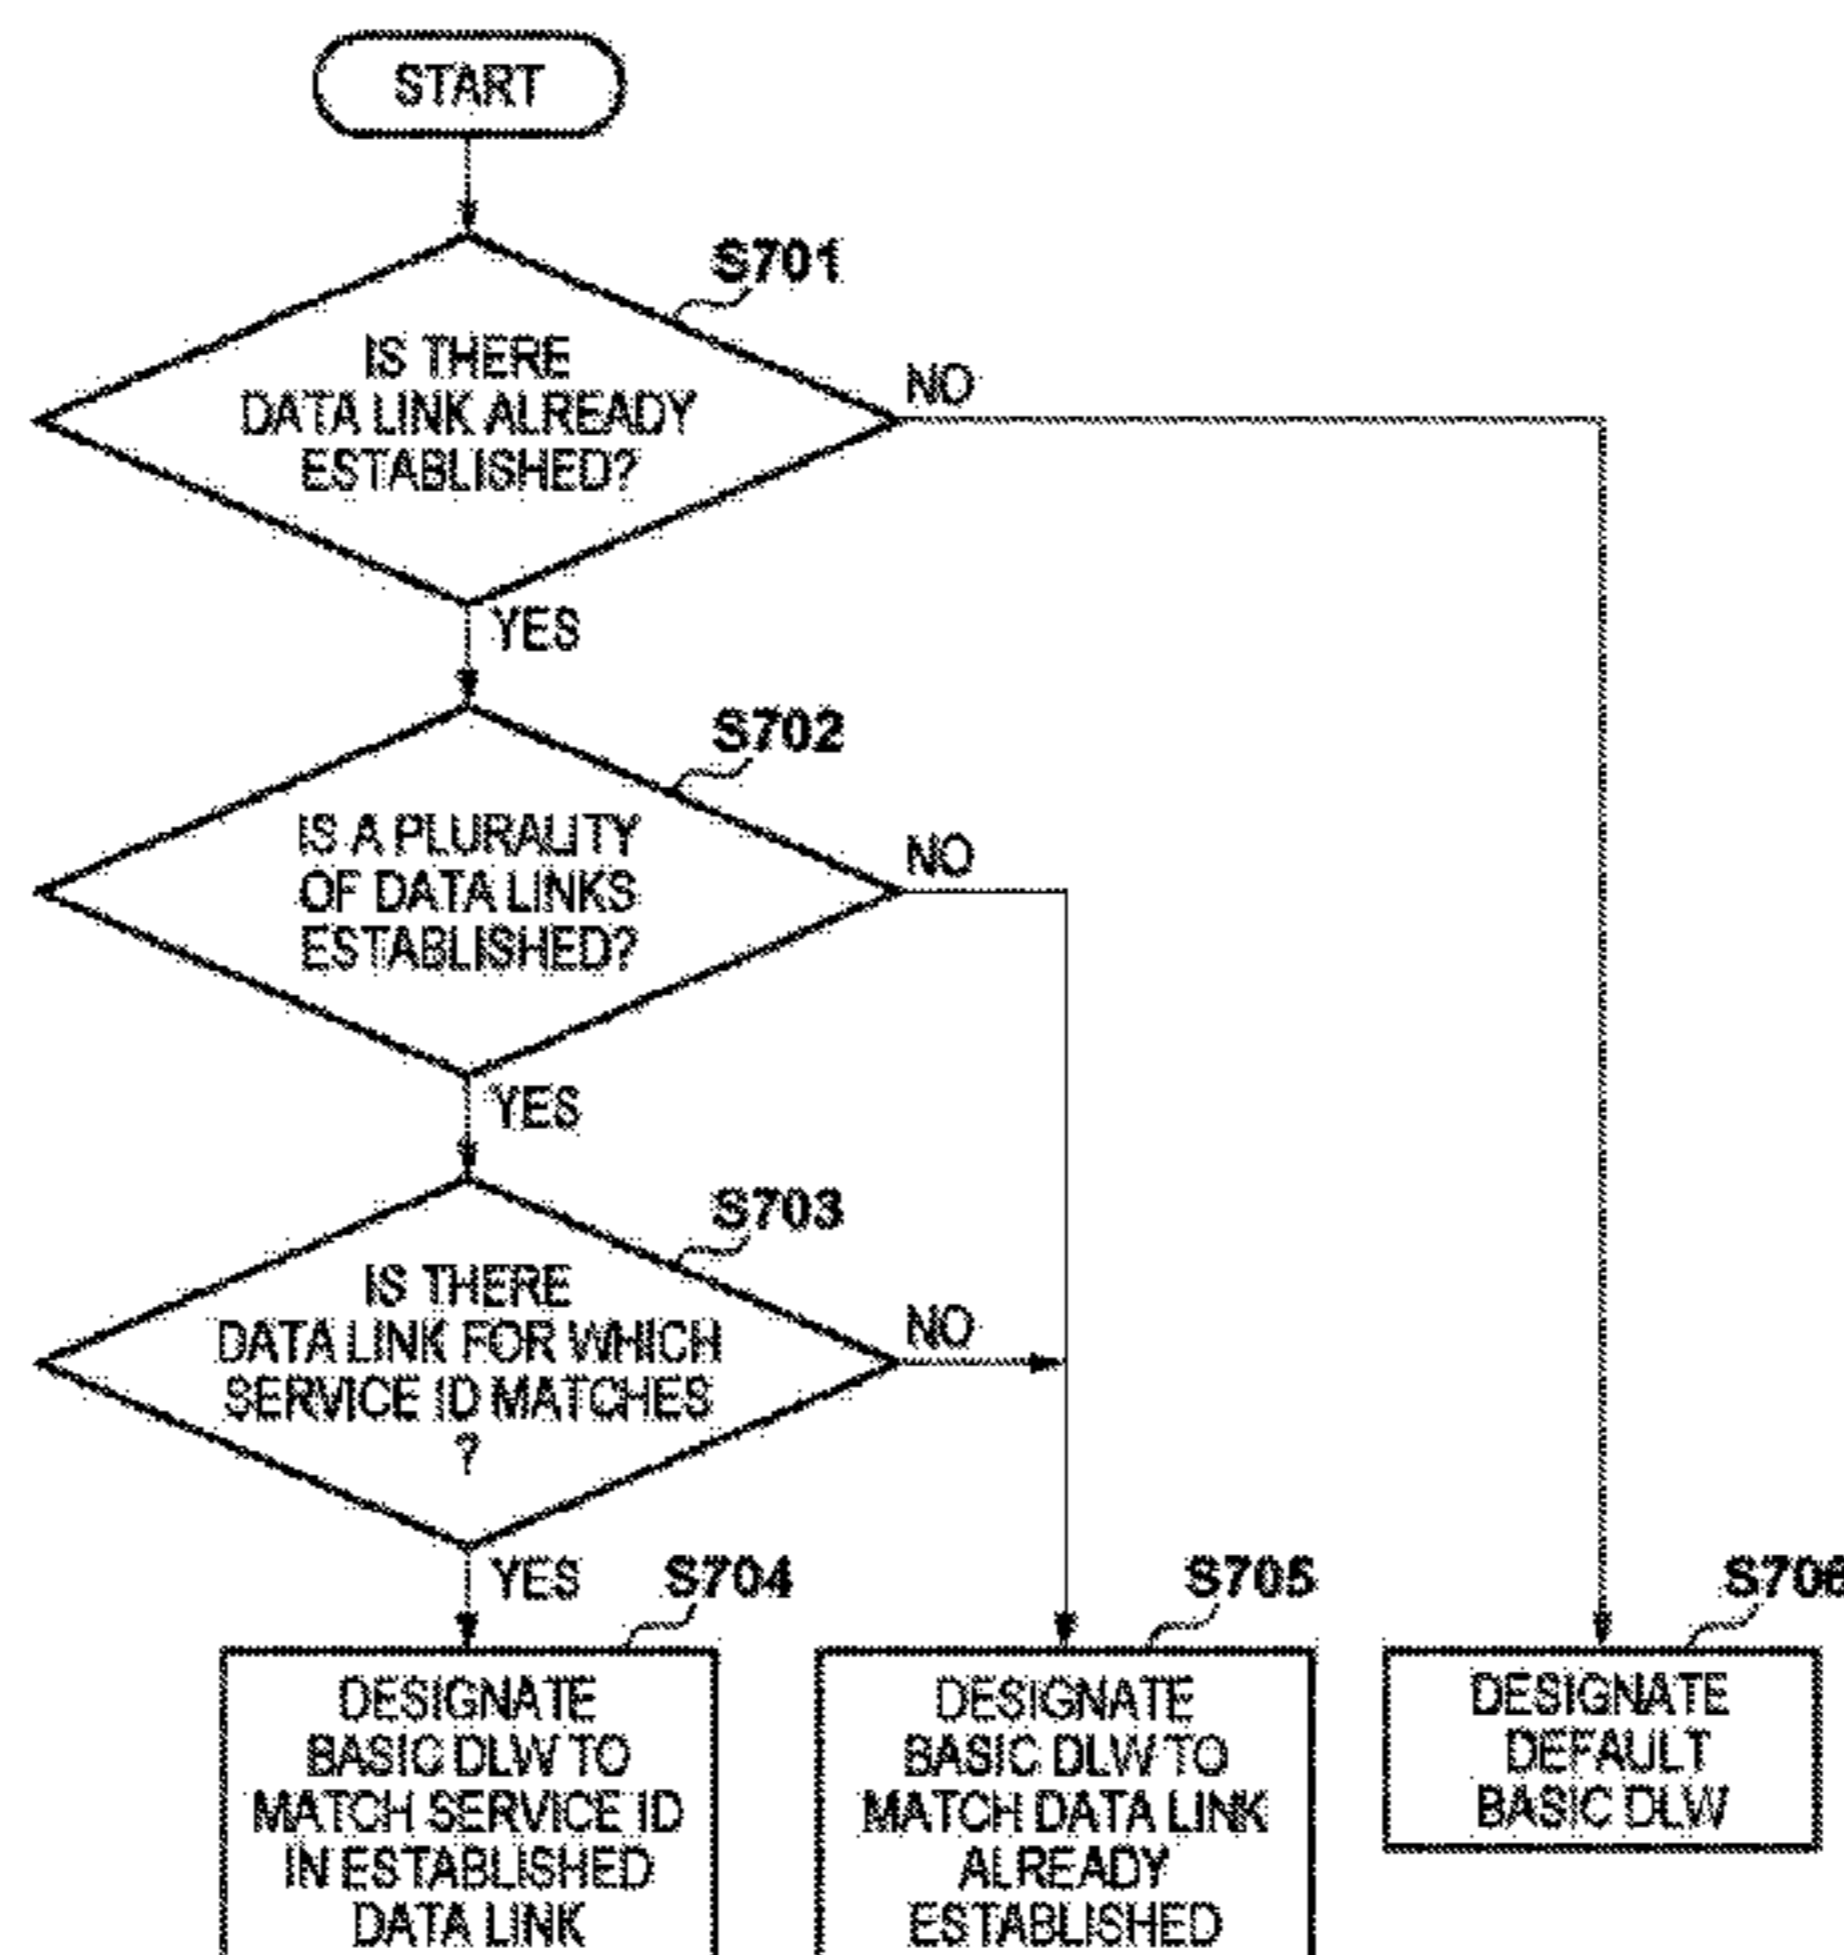 START
S701
IS THERE
DATA LINK ALREADY
ESTABLISHED?
NO
YES
S702
IS A PLURALITY
OF DATA LINKS
ESTABLISHED?
NO
YES
S703
IS THERE
DATA LINK FOR WHICH
SERVICE ID MATCHES
?
NO
YES
S704
DESIGNATE
BASIC DLW TO
MATCH SERVICE ID
IN ESTABLISHED
DATA LINK
S705
DESIGNATE
BASIC DLW TO
MATCH DATA LINK
ALREADY
ESTABLISHED
S706
DESIGNATE
DEFAULT
BASIC DLW